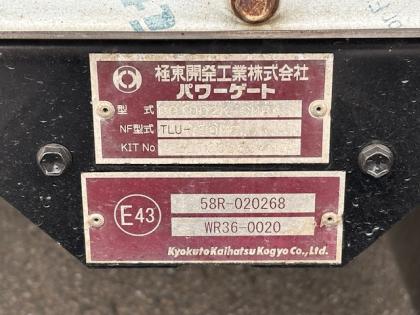 極東開発工業株式会社
パワーゲート
型 式
NF型式 TLU-
KIT No
E43
58R-020268
WR36-0020
Kyokuto Kaihatsu Kogyo Co., Ltd.